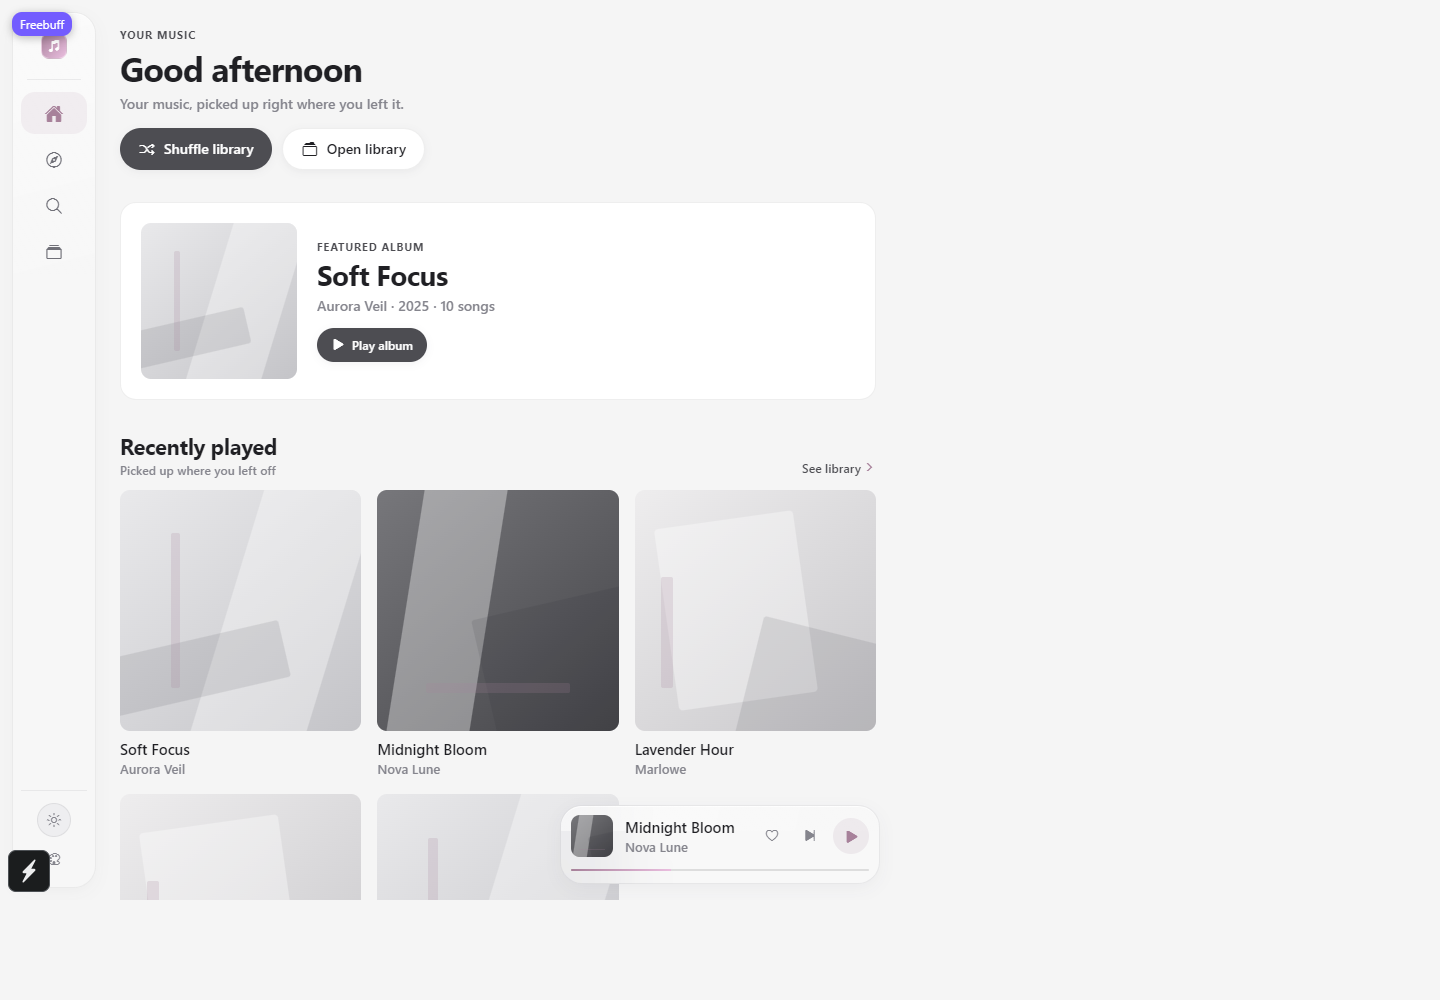 Freebuff
YOUR MUSIC
Good afternoon
Your music, picked up right where you left it.
Shuffle library
Open library
FEATURED ALBUM
Soft Focus
Aurora Veil · 2025 · 10 songs
Play album
Recently played
Picked up where you left off
See library
Soft Focus
Aurora Veil
Midnight Bloom
Nova Lune
Lavender Hour
Marlowe
Midnight Bloom
Nova Lune